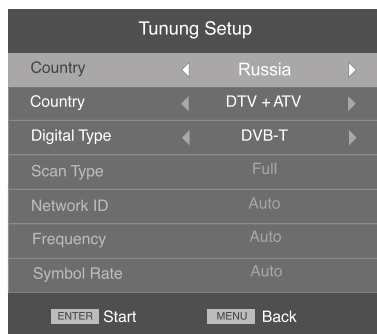 Tunung Setup
Country Russia
Country DTV + ATV
Digital Type DVB-T
Scan Type Full
Network ID Auto
Frequency Auto
Symbol Rate Auto
ENTER Start MENU Back